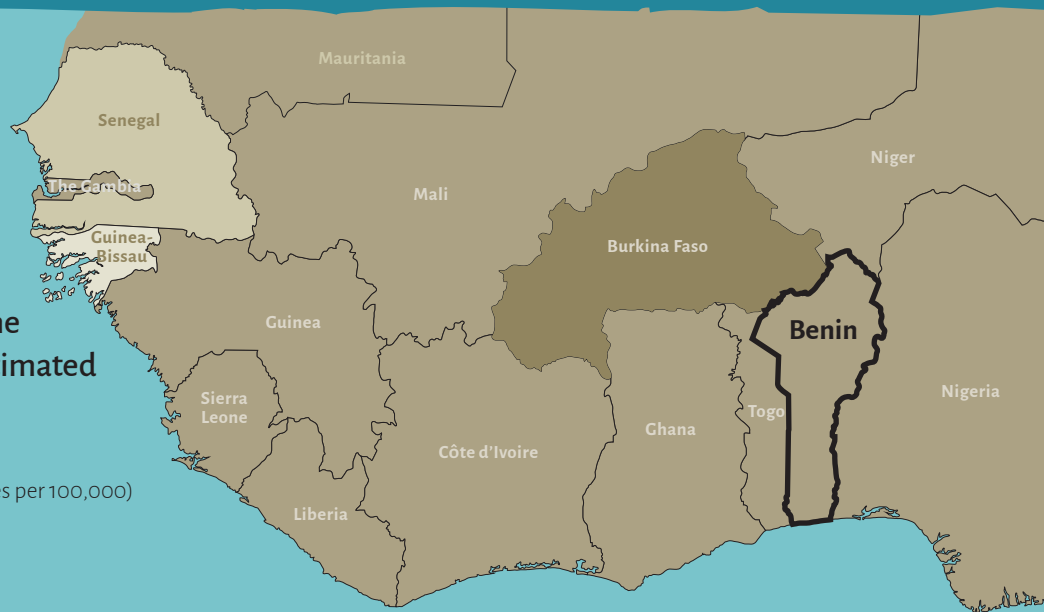 Mauritania
Senegal
Niger
The Gambia
Mali
Guinea-
Bissau
Burkina Faso
Guinea
Benin
imated
Sierra
Leone
Nigeria
Togo
Ghana
Côte d'Ivoire
s per 100,000)
Liberia